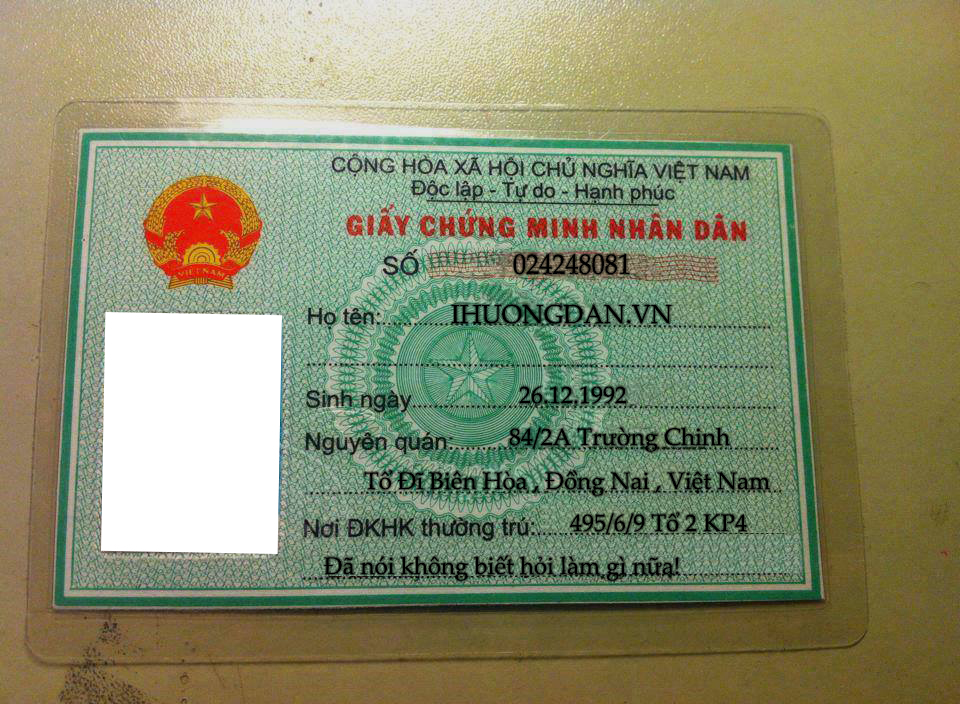 CỘNG HÒA XÃ HỘI CHỦ NGHĨA VIỆT NAM
Độc lập - Tự do - Hạnh phúc
GIẤY CHỨNG MINH NHÂN DÂN
SỐ 024248081
VIET NAM
Họ tên: IHUONGDAN.VN
Sinh ngày 26.12.1992
Nguyên quán: 84/2A Trường Chinh
Tổ Đĩ Biên Hòa , Đồng Nai , Việt Nam
Nơi ĐKHK thường trú: 495/6/9 Tổ 2 KP4
Đã nói không biết hỏi làm gì nữa!